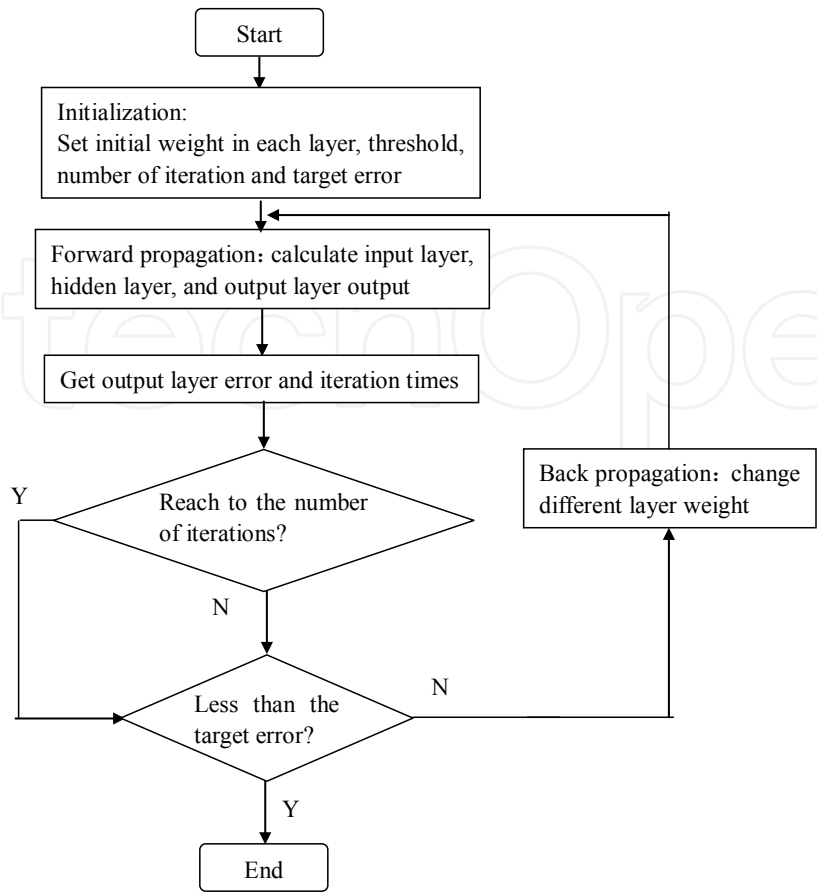 Start
Initialization:
Set initial weight in each layer, threshold,
number of iteration and target error
Forward propagation：calculate input layer,
hidden layer, and output layer output
Get output layer error and iteration times
Back propagation：change
different layer weight
Y
Reach to the number
of iterations?
N
Less than the
target error?
N
Y
End
tecnOpe